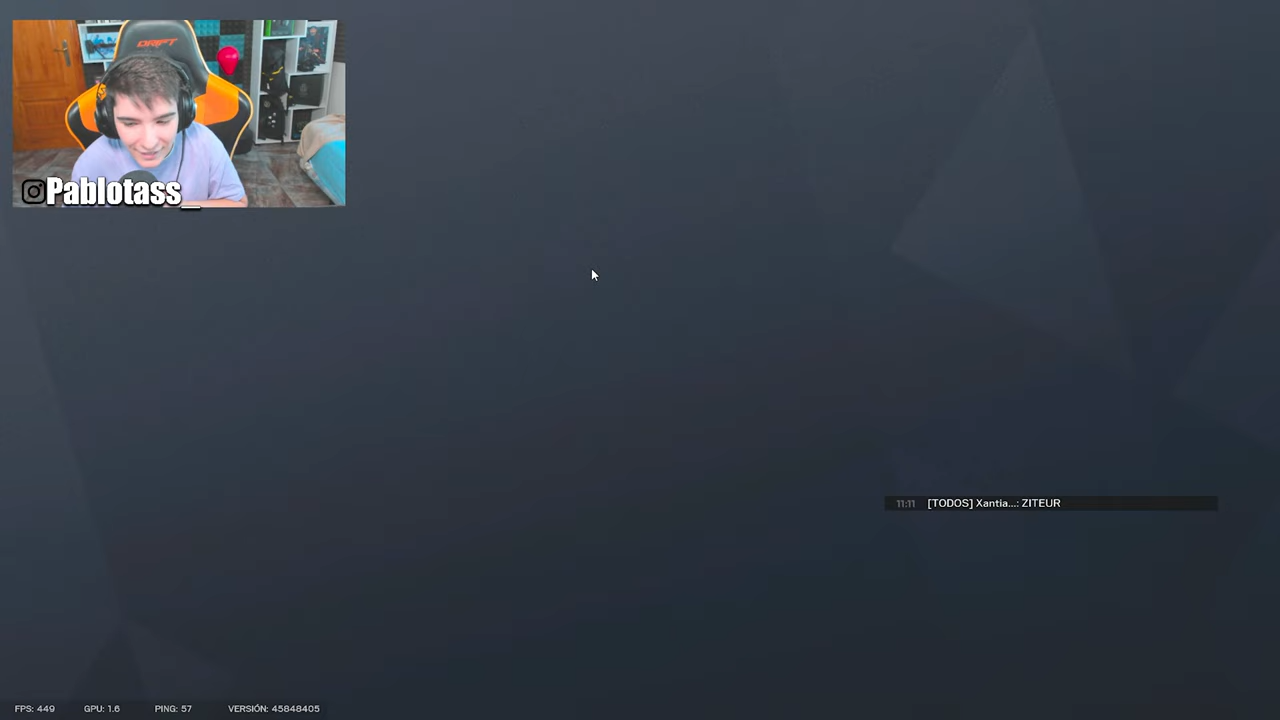 DRIFT
Pablotass_
11:11 [TODOS] Xantia...: ZITEUR
FPS: 449 GPU: 1.6 PING: 57 VERSIÓN: 45848405